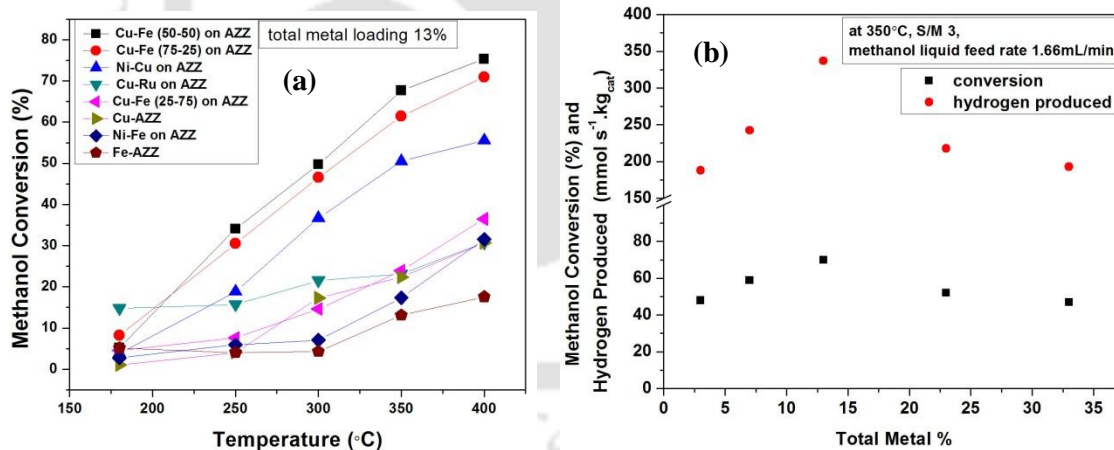 (a)
total metal loading 13%
Cu-Fe (50-50) on AZZ
Cu-Fe (75-25) on AZZ
Ni-Cu on AZZ
Cu-Ru on AZZ
Cu-Fe (25-75) on AZZ
Cu-AZZ
Ni-Fe on AZZ
Fe-AZZ
Methanol Conversion (%)
80
70
60
50
40
30
20
10
0
150
200
250
300
350
400
Temperature (°C)
(b)
at 350°C, S/M 3,
methanol liquid feed rate 1.66mL/min
conversion
hydrogen produced
Methanol Conversion (%) and
Hydrogen Produced (mmol s⁻¹.kgcat)
400
350
300
250
200
150
80
60
40
20
0
0
5
10
15
20
25
30
35
Total Metal %